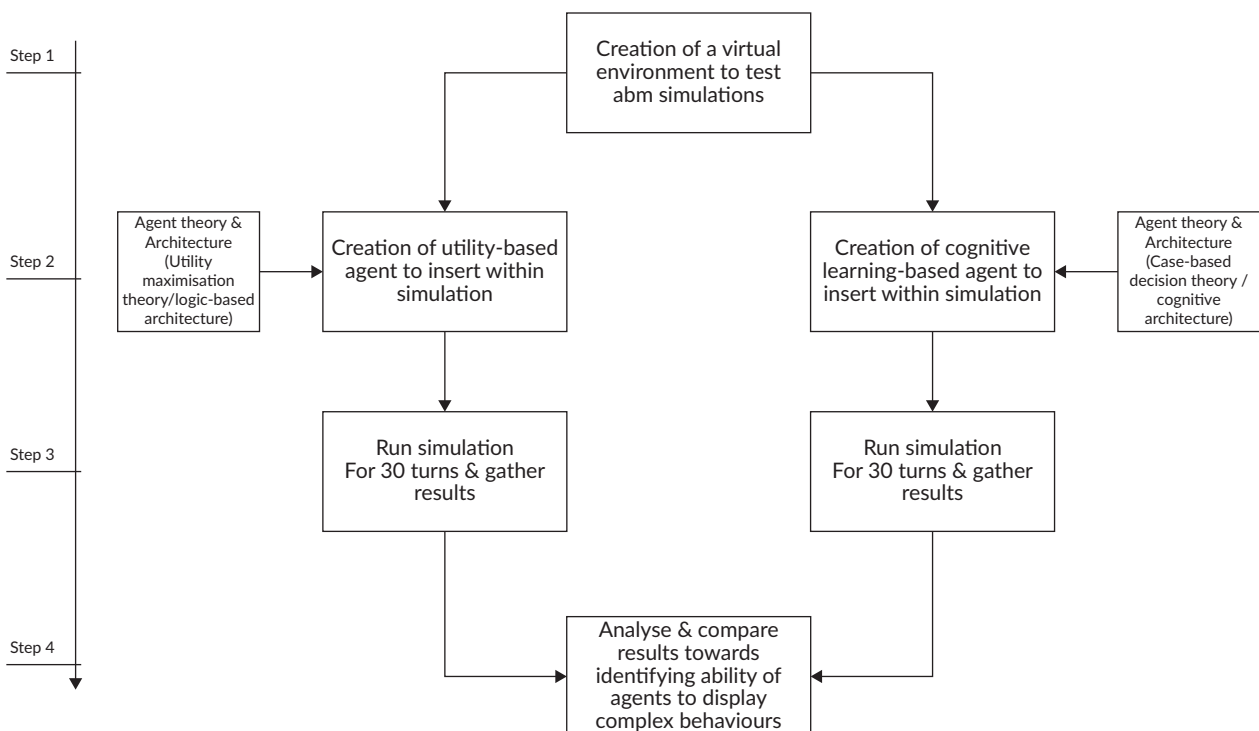 Step 1
Creation of a virtual
environment to test
abm simulations
Step 2
Agent theory &
Architecture
(Utility
maximisation
theory/logic-based
architecture)
Creation of utility-based
agent to insert within
simulation
Creation of cognitive
learning-based agent to
insert within simulation
Agent theory &
Architecture
(Case-based
decision theory /
cognitive
architecture)
Step 3
Run simulation
For 30 turns & gather
results
Run simulation
For 30 turns & gather
results
Step 4
Analyse & compare
results towards
identifying ability of
agents to display
complex behaviours